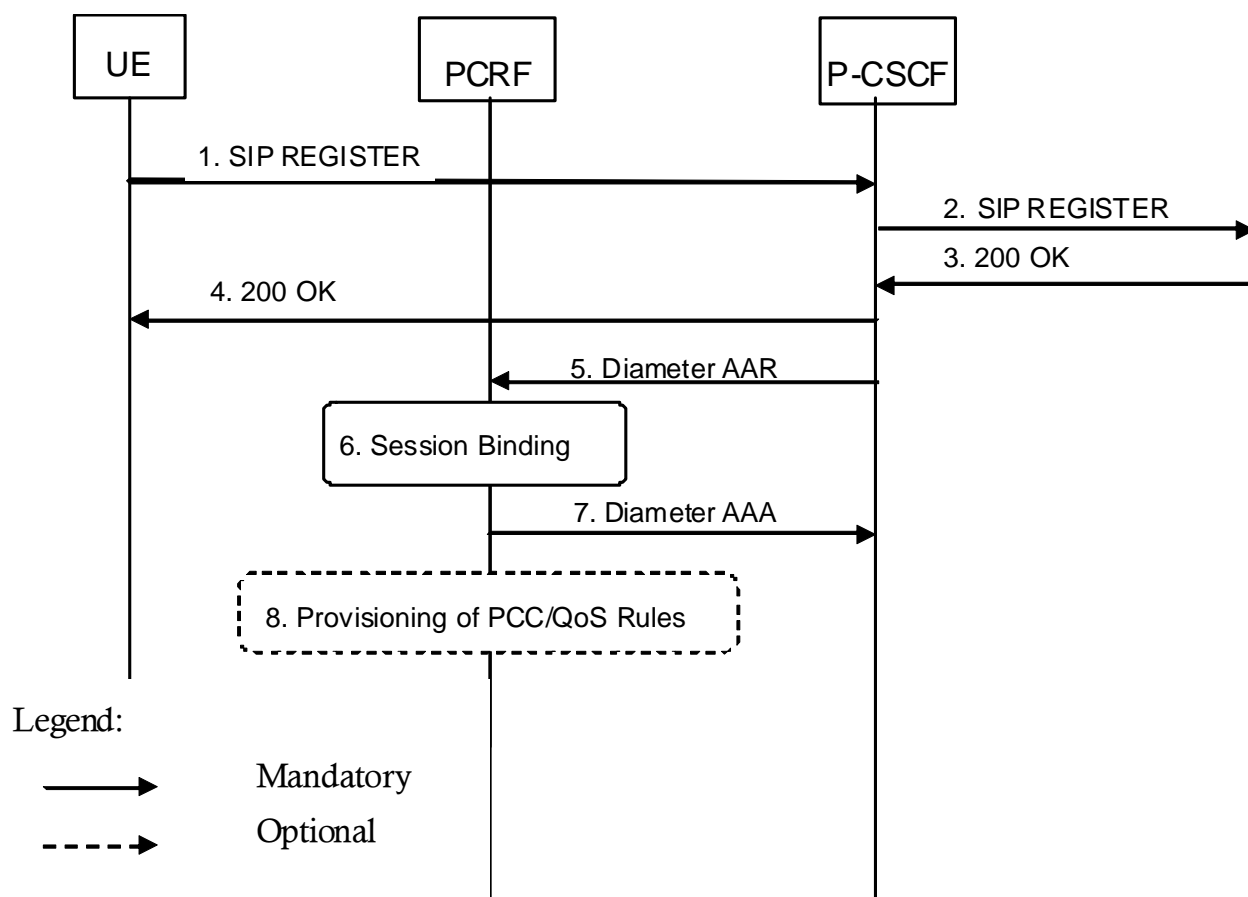 UE
PCRF
P-CSCF
1. SIP REGISTER
2. SIP REGISTER
3. 200 OK
4. 200 OK
5. Diameter AAR
6. Session Binding
7. Diameter AAA
8. Provisioning of PCC/QoS Rules
Legend:
Mandatory
Optional